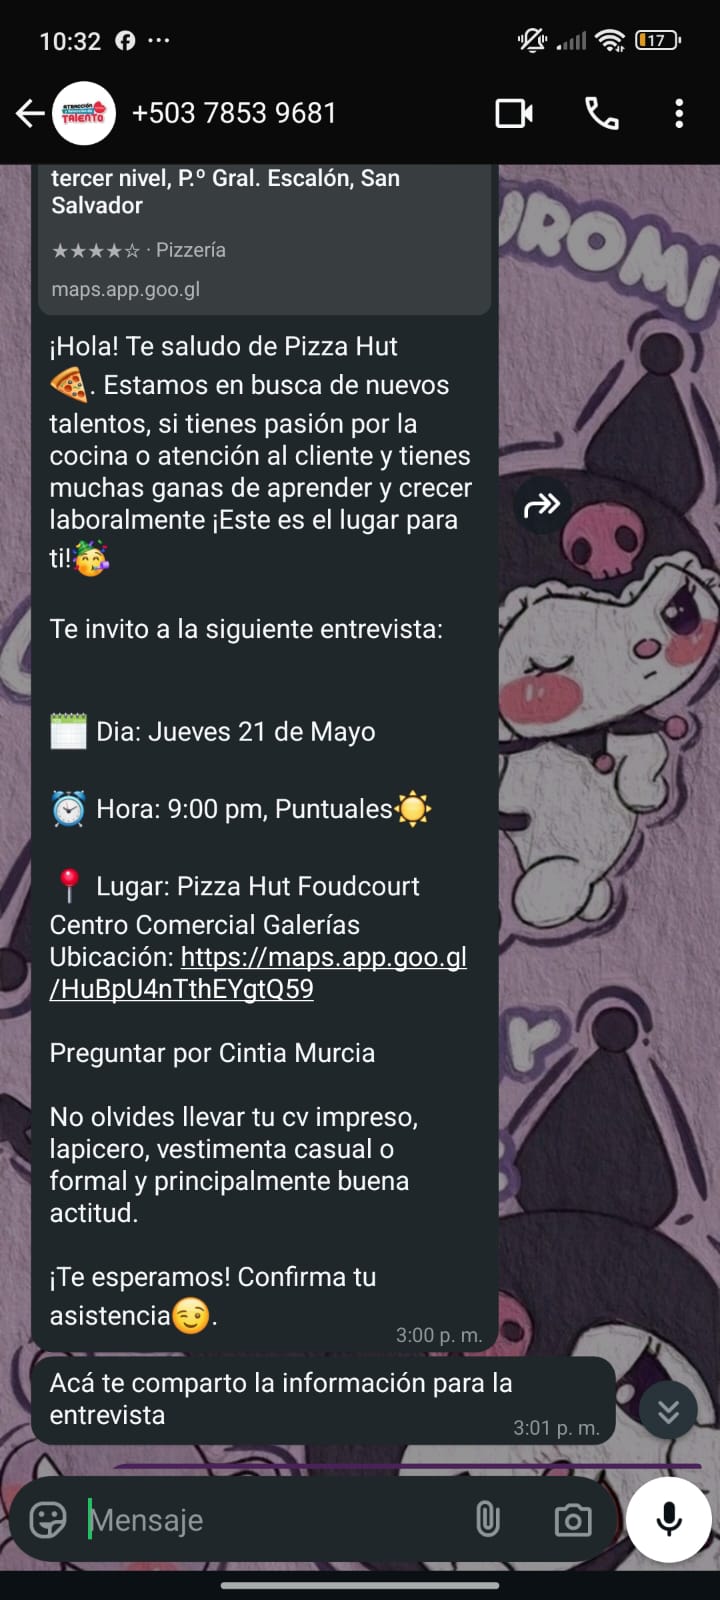 10:32
17
ATRACCIÓN
TALENTO
+503 7853 9681
tercer nivel, P.º Gral. Escalón, San
Salvador
★★★★☆ · Pizzería
maps.app.goo.gl
¡Hola! Te saludo de Pizza Hut
🍕. Estamos en busca de nuevos
talentos, si tienes pasión por la
cocina o atención al cliente y tienes
muchas ganas de aprender y crecer
laboralmente ¡Este es el lugar para
ti!🥳
Te invito a la siguiente entrevista:
🗓 Dia: Jueves 21 de Mayo
⏰ Hora: 9:00 pm, Puntuales☀️
📍 Lugar: Pizza Hut Foudcourt
Centro Comercial Galerías
Ubicación: https://maps.app.goo.gl
/HuBpU4nTthEYgtQ59
Preguntar por Cintia Murcia
No olvides llevar tu cv impreso,
lapicero, vestimenta casual o
formal y principalmente buena
actitud.
¡Te esperamos! Confirma tu
asistencia😉.
3:00 p. m.
Acá te comparto la información para la
entrevista
3:01 p. m.
Mensaje